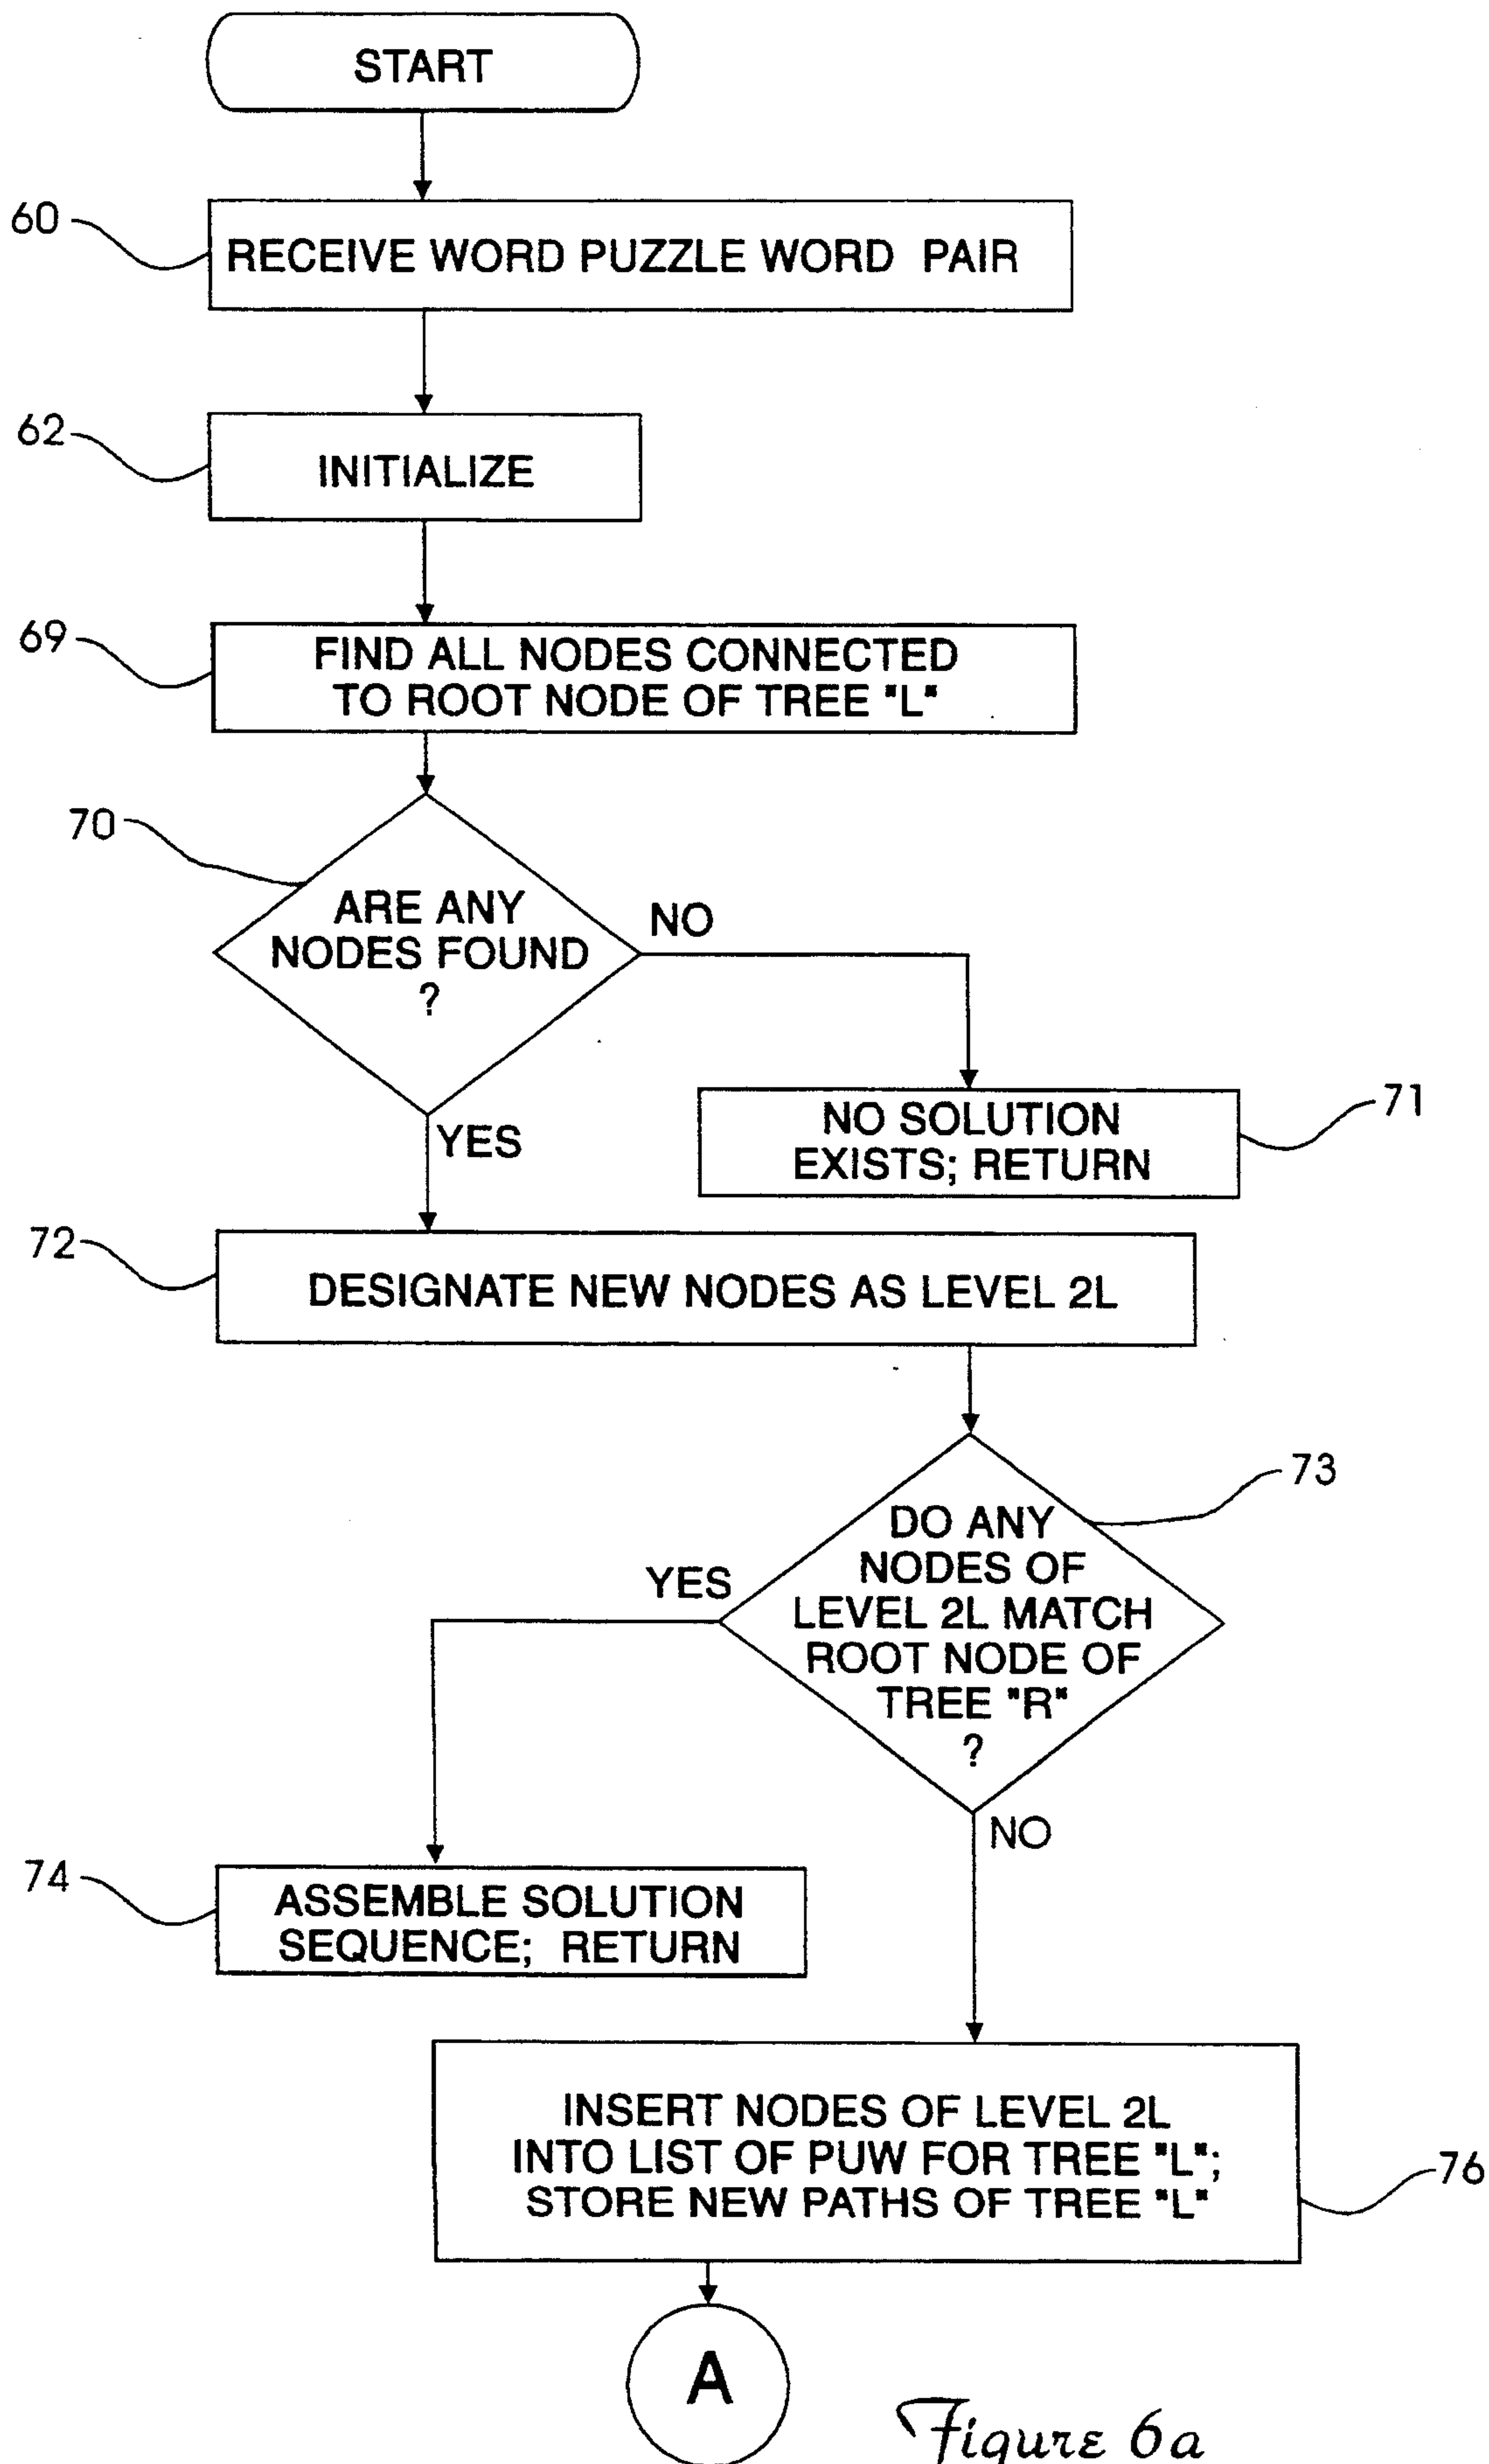 START
60
RECEIVE WORD PUZZLE WORD PAIR
62
INITIALIZE
69
FIND ALL NODES CONNECTED
TO ROOT NODE OF TREE "L"
70
ARE ANY
NODES FOUND
?
NO
YES
NO SOLUTION
EXISTS; RETURN
71
72
DESIGNATE NEW NODES AS LEVEL 2L
73
DO ANY
NODES OF
LEVEL 2L MATCH
ROOT NODE OF
TREE "R"
?
YES
NO
74
ASSEMBLE SOLUTION
SEQUENCE; RETURN
INSERT NODES OF LEVEL 2L
INTO LIST OF PUW FOR TREE "L";
STORE NEW PATHS OF TREE "L"
76
A
Figure 6a